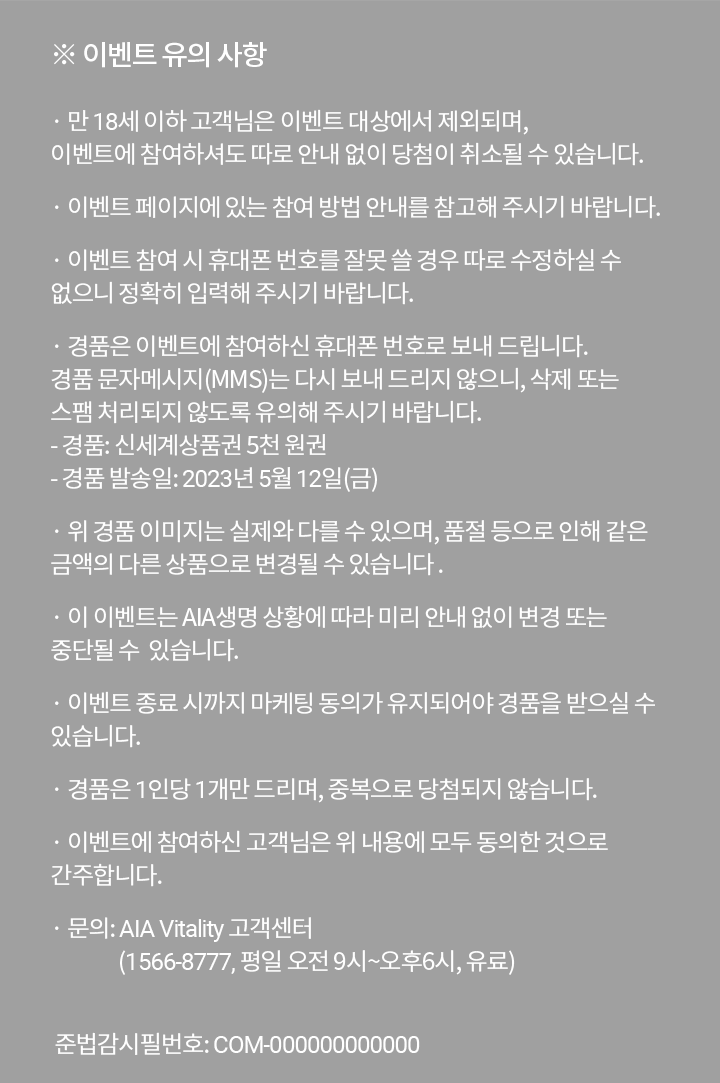 ※ 이벤트 유의 사항
· 만 18세 이하 고객님은 이벤트 대상에서 제외되며,
이벤트에 참여하셔도 따로 안내 없이 당첨이 취소될 수 있습니다.
· 이벤트 페이지에 있는 참여 방법 안내를 참고해 주시기 바랍니다.
· 이벤트 참여 시 휴대폰 번호를 잘못 쓸 경우 따로 수정하실 수
없으니 정확히 입력해 주시기 바랍니다.
· 경품은 이벤트에 참여하신 휴대폰 번호로 보내 드립니다.
경품 문자메시지(MMS)는 다시 보내 드리지 않으니, 삭제 또는
스팸 처리되지 않도록 유의해 주시기 바랍니다.
- 경품: 신세계상품권 5천 원권
- 경품 발송일: 2023년 5월 12일(금)
· 위 경품 이미지는 실제와 다를 수 있으며, 품절 등으로 인해 같은
금액의 다른 상품으로 변경될 수 있습니다 .
· 이 이벤트는 AIA생명 상황에 따라 미리 안내 없이 변경 또는
중단될 수  있습니다.
· 이벤트 종료 시까지 마케팅 동의가 유지되어야 경품을 받으실 수
있습니다.
· 경품은 1인당 1개만 드리며, 중복으로 당첨되지 않습니다.
· 이벤트에 참여하신 고객님은 위 내용에 모두 동의한 것으로
간주합니다.
· 문의: AIA Vitality 고객센터
(1566-8777, 평일 오전 9시~오후6시, 유료)
준법감시필번호: COM-000000000000